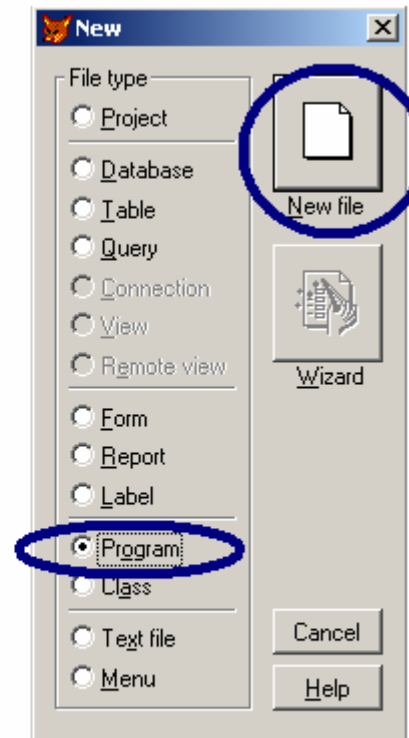 New
File type
Project
Database
Table
Query
Connection
View
Remote view
Form
Report
Label
Program
Class
Text file
Menu
New file
Wizard
Cancel
Help